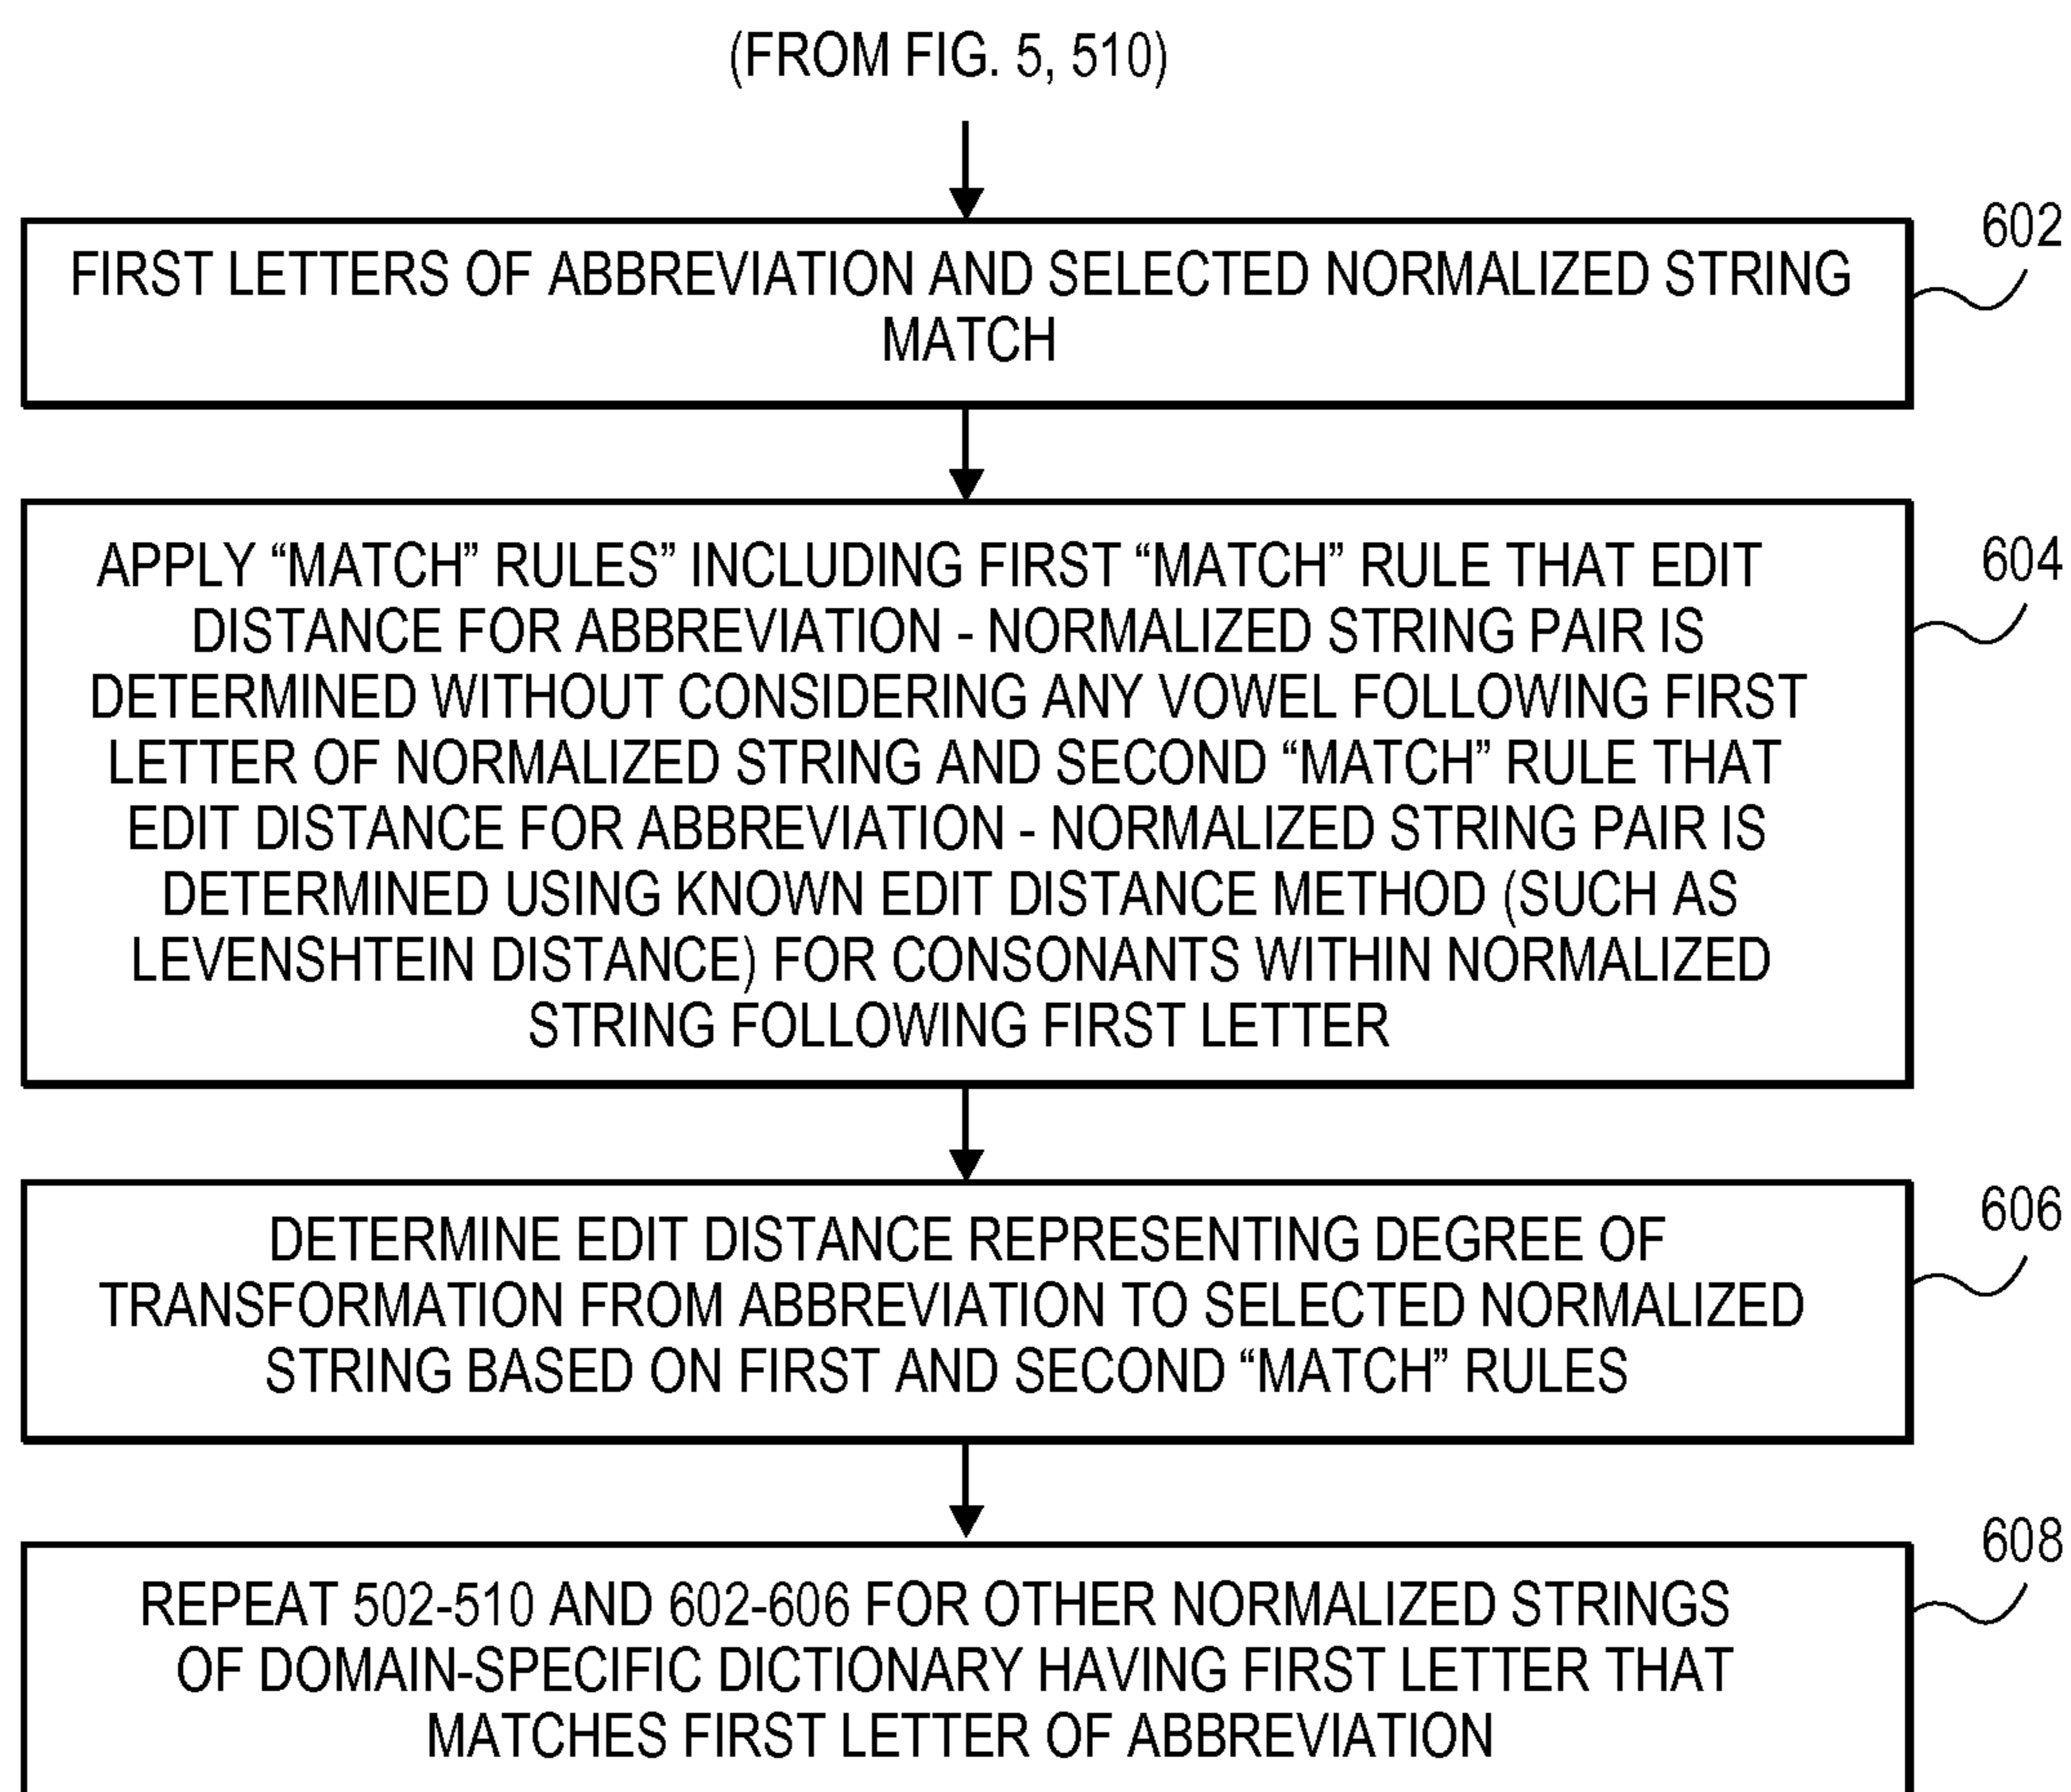 (FROM FIG. 5, 510)
602
FIRST LETTERS OF ABBREVIATION AND SELECTED NORMALIZED STRING
MATCH
604
APPLY “MATCH” RULES” INCLUDING FIRST “MATCH” RULE THAT EDIT
DISTANCE FOR ABBREVIATION - NORMALIZED STRING PAIR IS
DETERMINED WITHOUT CONSIDERING ANY VOWEL FOLLOWING FIRST
LETTER OF NORMALIZED STRING AND SECOND “MATCH” RULE THAT
EDIT DISTANCE FOR ABBREVIATION - NORMALIZED STRING PAIR IS
DETERMINED USING KNOWN EDIT DISTANCE METHOD (SUCH AS
LEVENSHTEIN DISTANCE) FOR CONSONANTS WITHIN NORMALIZED
STRING FOLLOWING FIRST LETTER
606
DETERMINE EDIT DISTANCE REPRESENTING DEGREE OF
TRANSFORMATION FROM ABBREVIATION TO SELECTED NORMALIZED
STRING BASED ON FIRST AND SECOND “MATCH” RULES
608
REPEAT 502-510 AND 602-606 FOR OTHER NORMALIZED STRINGS
OF DOMAIN-SPECIFIC DICTIONARY HAVING FIRST LETTER THAT
MATCHES FIRST LETTER OF ABBREVIATION